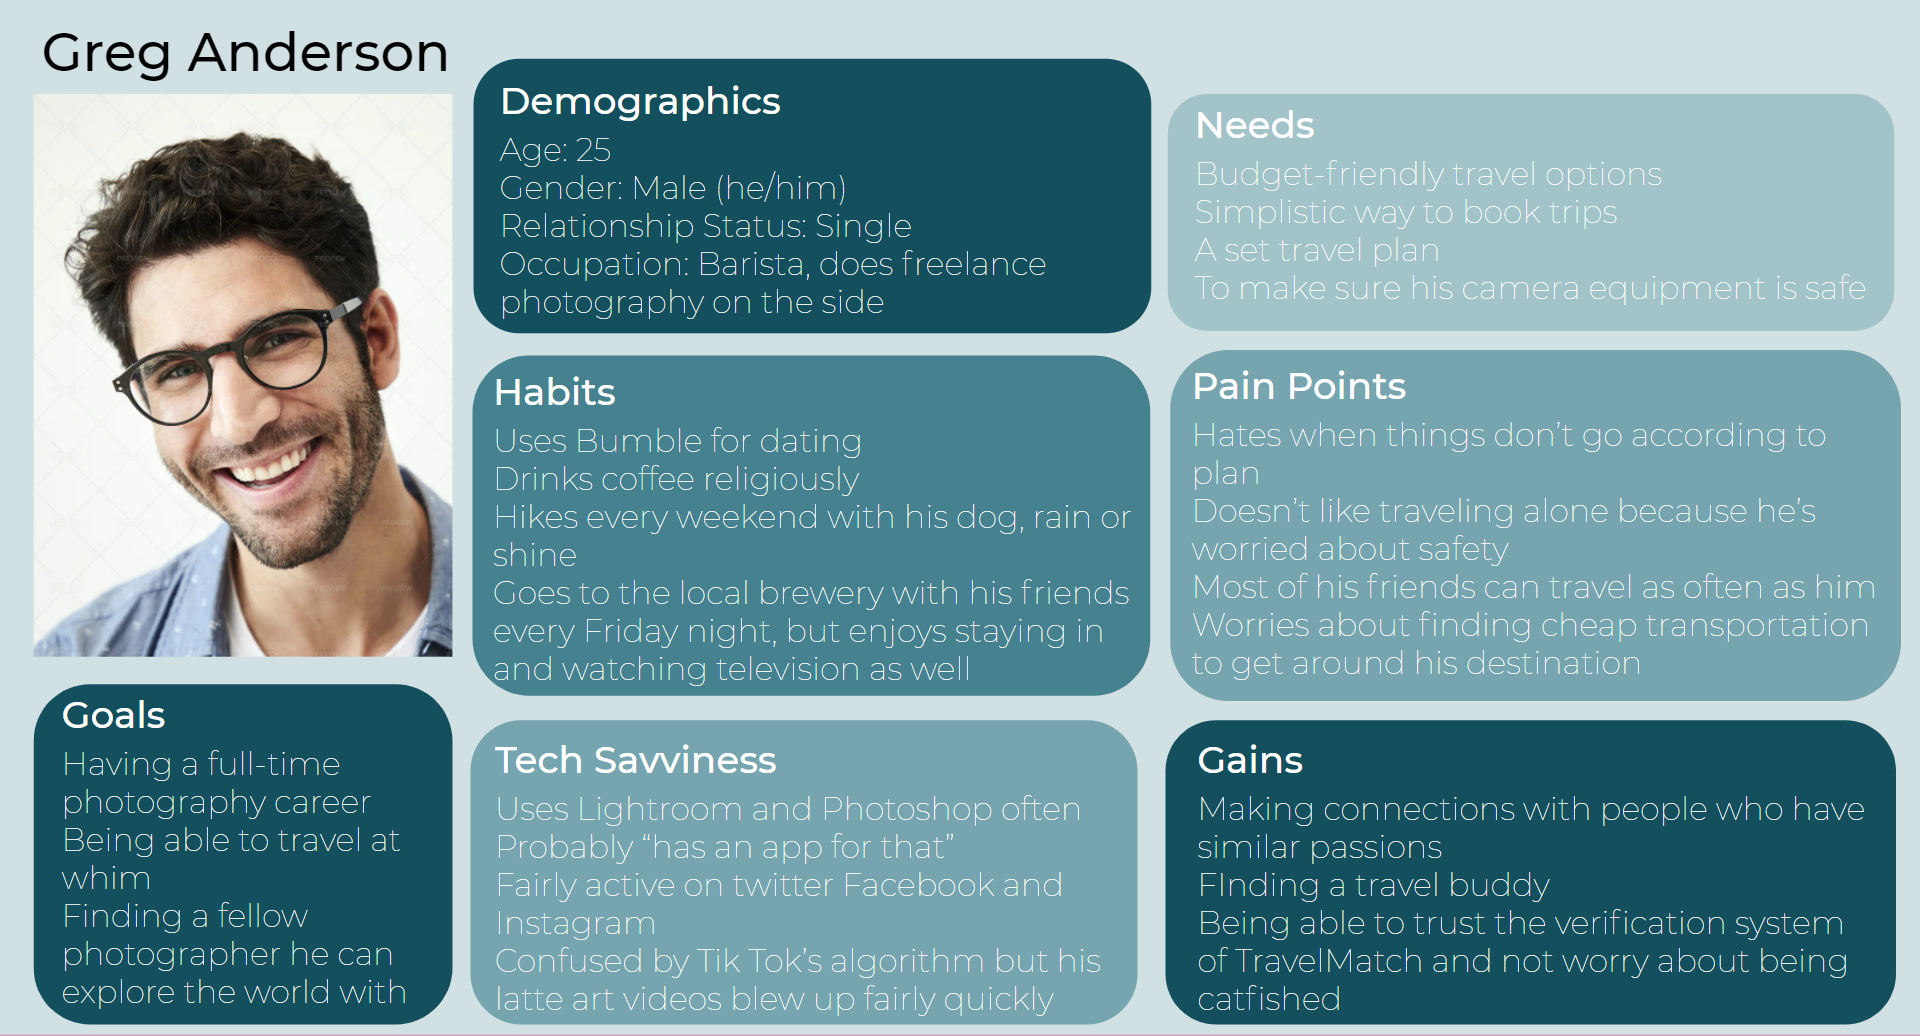 Greg Anderson
Demographics
Age: 25
Gender: Male (he/him)
Relationship Status: Single
Occupation: Barista, does freelance
photography on the side
Needs
Budget-friendly travel options
Simplistic way to book trips
A set travel plan
To make sure his camera equipment is safe
Habits
Uses Bumble for dating
Drinks coffee religiously
Hikes every weekend with his dog, rain or
shine
Goes to the local brewery with his friends
every Friday night, but enjoys staying in
and watching television as well
Pain Points
Hates when things don’t go according to
plan
Doesn’t like traveling alone because he’s
worried about safety
Most of his friends can travel as often as him
Worries about finding cheap transportation
to get around his destination
Goals
Having a full-time
photography career
Being able to travel at
whim
Finding a fellow
photographer he can
explore the world with
Tech Savviness
Uses Lightroom and Photoshop often
Probably “has an app for that”
Fairly active on twitter Facebook and
Instagram
Confused by Tik Tok’s algorithm but his
latte art videos blew up fairly quickly
Gains
Making connections with people who have
similar passions
FInding a travel buddy
Being able to trust the verification system
of TravelMatch and not worry about being
catfished